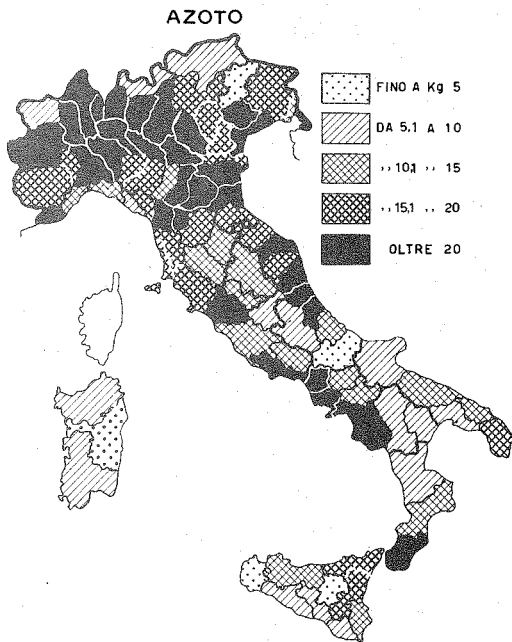 AZOTO
FINO A Kg 5
DA 5,1 A 10
,, 10,1 ,, 15
,, 15,1 ,, 20
OLTRE 20